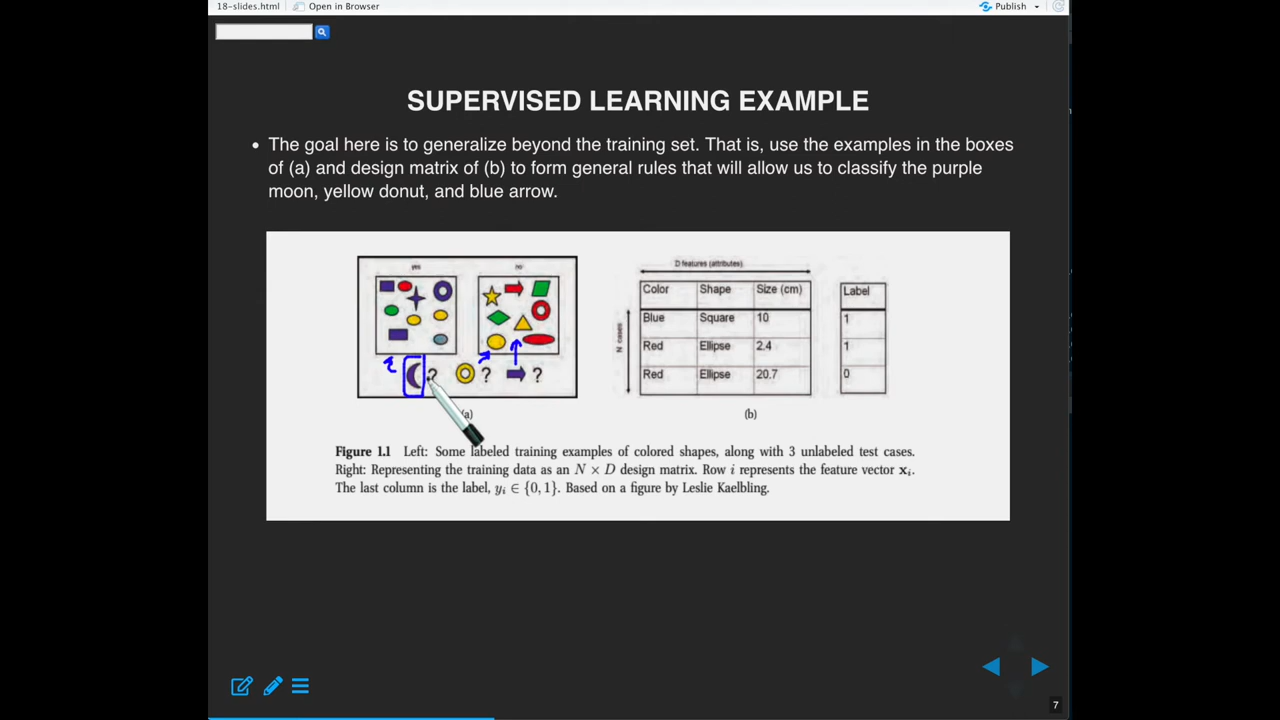 18-slides.html Open in Browser Publish
SUPERVISED LEARNING EXAMPLE
• The goal here is to generalize beyond the training set. That is, use the examples in the boxes
of (a) and design matrix of (b) to form general rules that will allow us to classify the purple
moon, yellow donut, and blue arrow.
yes no
? ? ?
(a)
D features (attributes)
N cases
Color Shape Size (cm) Label
Blue Square 10 1
Red Ellipse 2.4 1
Red Ellipse 20.7 0
(b)
Figure 1.1 Left: Some labeled training examples of colored shapes, along with 3 unlabeled test cases.
Right: Representing the training data as an N × D design matrix. Row i represents the feature vector xᵢ.
The last column is the label, yᵢ ∈ {0, 1}. Based on a figure by Leslie Kaelbling.
7